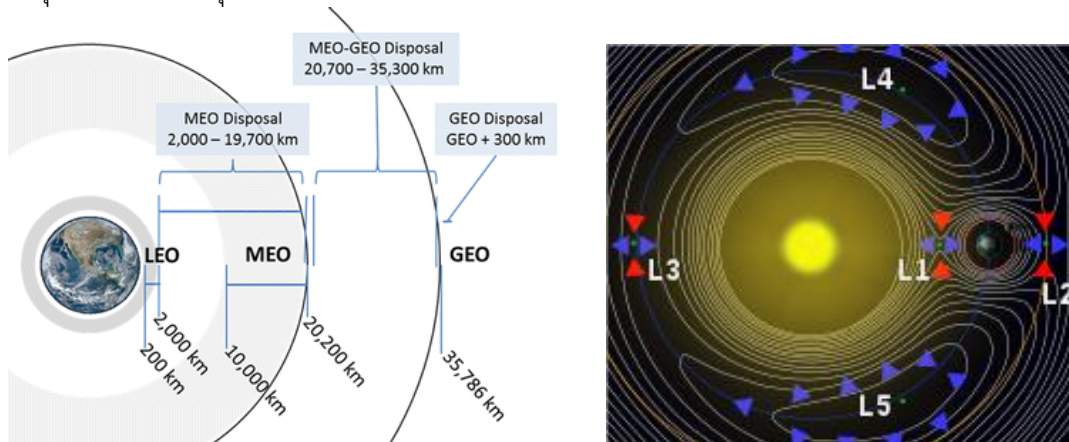 MEO-GEO Disposal
20,700 – 35,300 km
MEO Disposal
2,000 – 19,700 km
GEO Disposal
GEO + 300 km
LEO
MEO
GEO
200 km
2,000 km
10,000 km
20,200 km
35,786 km
L4
L3
L1
L2
L5